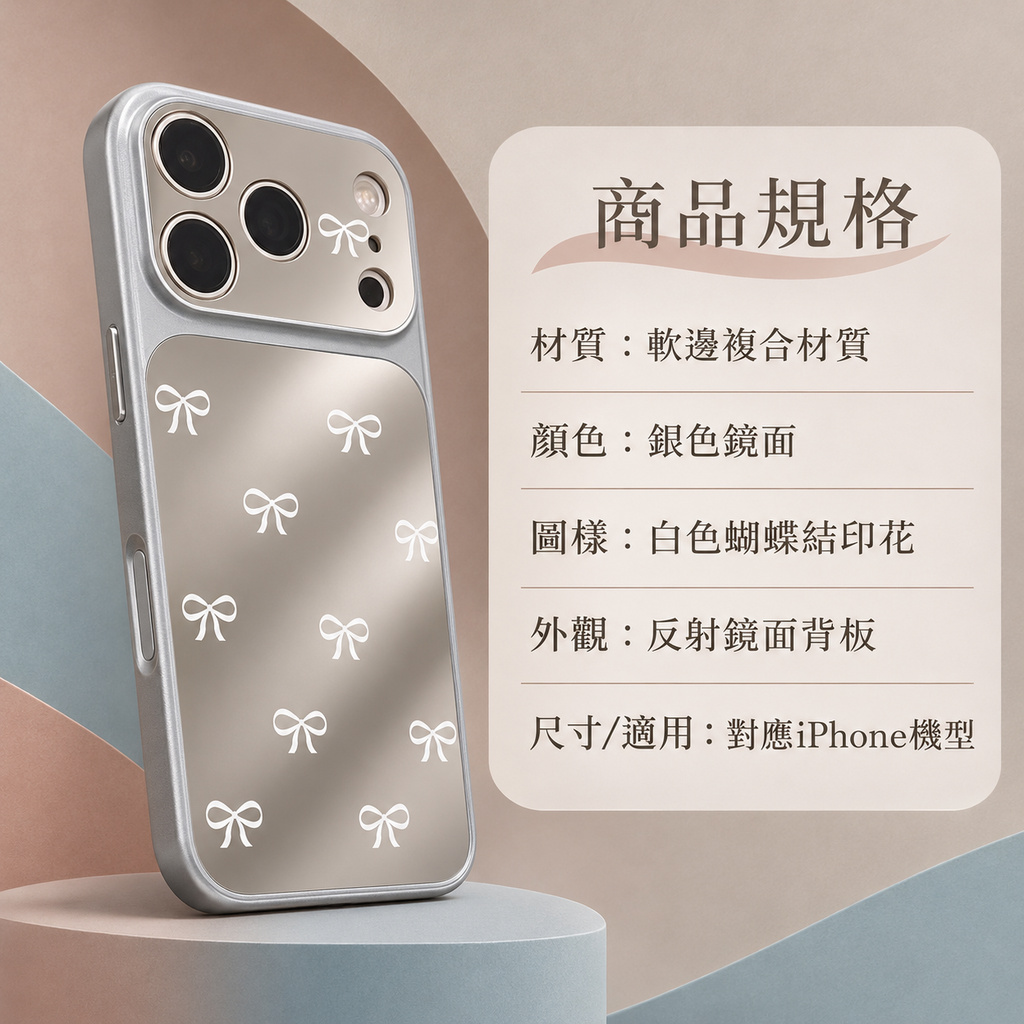 商品規格
材質：軟邊複合材質
顏色：銀色鏡面
圖樣：白色蝴蝶結印花
外觀：反射鏡面背板
尺寸/適用：對應iPhone機型